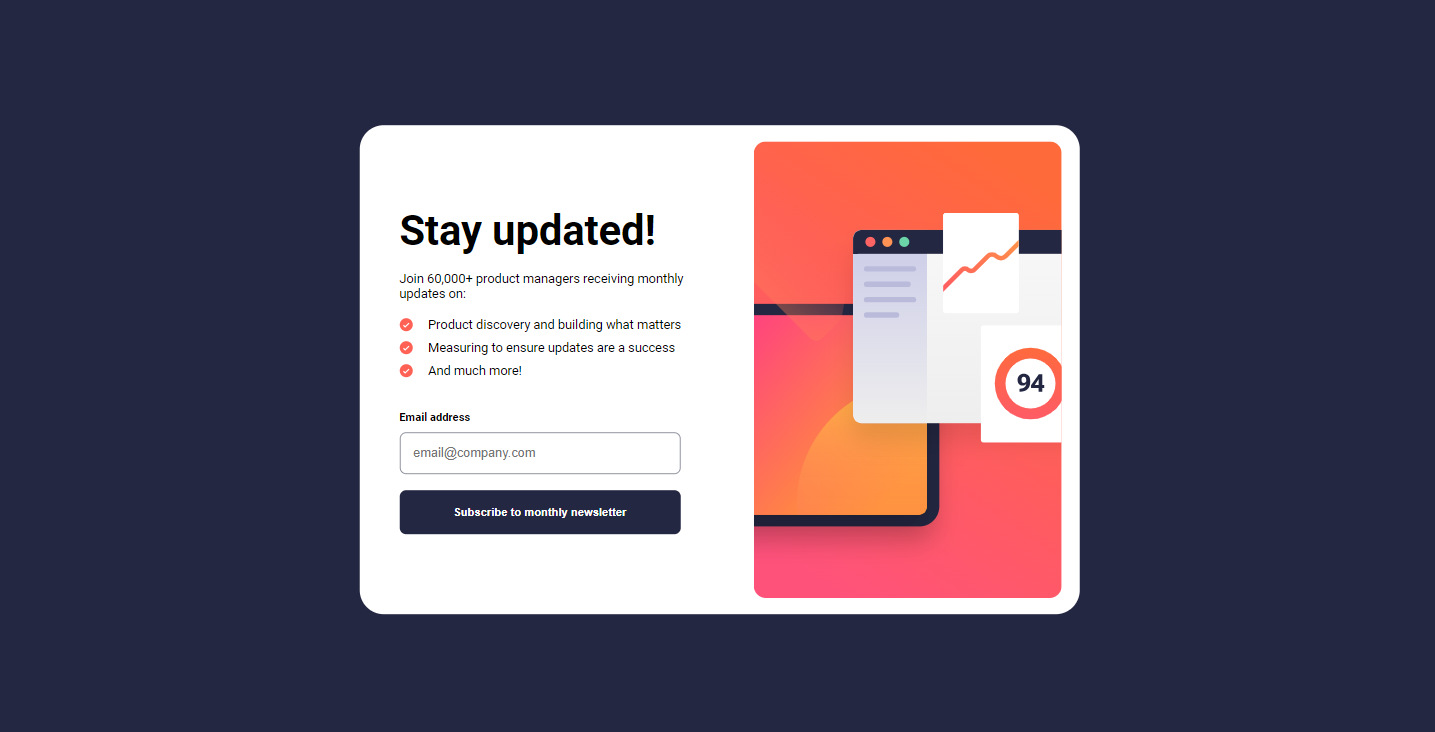 Stay updated!
Join 60,000+ product managers receiving monthly
updates on:
Product discovery and building what matters
Measuring to ensure updates are a success
And much more!
Email address
email@company.com
Subscribe to monthly newsletter
94